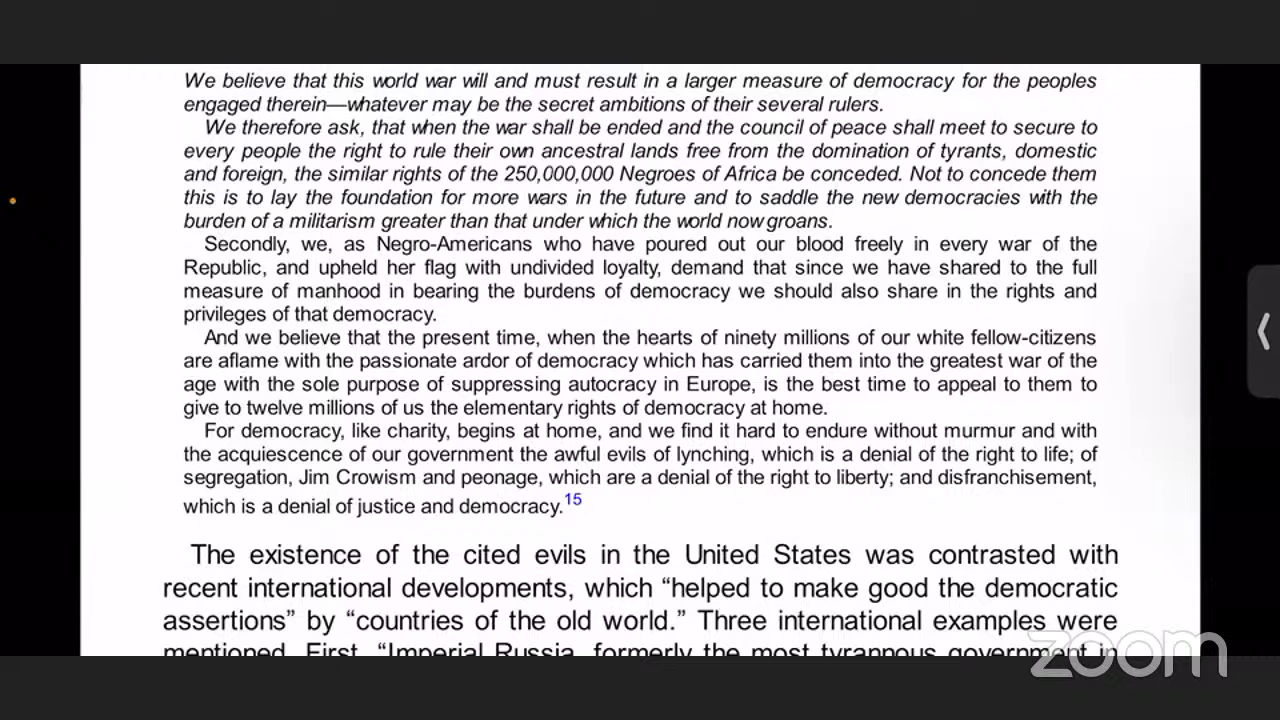 We believe that this world war will and must result in a larger measure of democracy for the peoples
engaged therein—whatever may be the secret ambitions of their several rulers.
We therefore ask, that when the war shall be ended and the council of peace shall meet to secure to
every people the right to rule their own ancestral lands free from the domination of tyrants, domestic
and foreign, the similar rights of the 250,000,000 Negroes of Africa be conceded. Not to concede them
this is to lay the foundation for more wars in the future and to saddle the new democracies with the
burden of a militarism greater than that under which the world now groans.
Secondly, we, as Negro-Americans who have poured out our blood freely in every war of the
Republic, and upheld her flag with undivided loyalty, demand that since we have shared to the full
measure of manhood in bearing the burdens of democracy we should also share in the rights and
privileges of that democracy.
And we believe that the present time, when the hearts of ninety millions of our white fellow-citizens
are aflame with the passionate ardor of democracy which has carried them into the greatest war of the
age with the sole purpose of suppressing autocracy in Europe, is the best time to appeal to them to
give to twelve millions of us the elementary rights of democracy at home.
For democracy, like charity, begins at home, and we find it hard to endure without murmur and with
the acquiescence of our government the awful evils of lynching, which is a denial of the right to life; of
segregation, Jim Crowism and peonage, which are a denial of the right to liberty; and disfranchisement,
which is a denial of justice and democracy.15
The existence of the cited evils in the United States was contrasted with
recent international developments, which “helped to make good the democratic
assertions” by “countries of the old world.” Three international examples were
mentioned. First, “Imperial Russia, formerly the most tyrannous government in
zoom